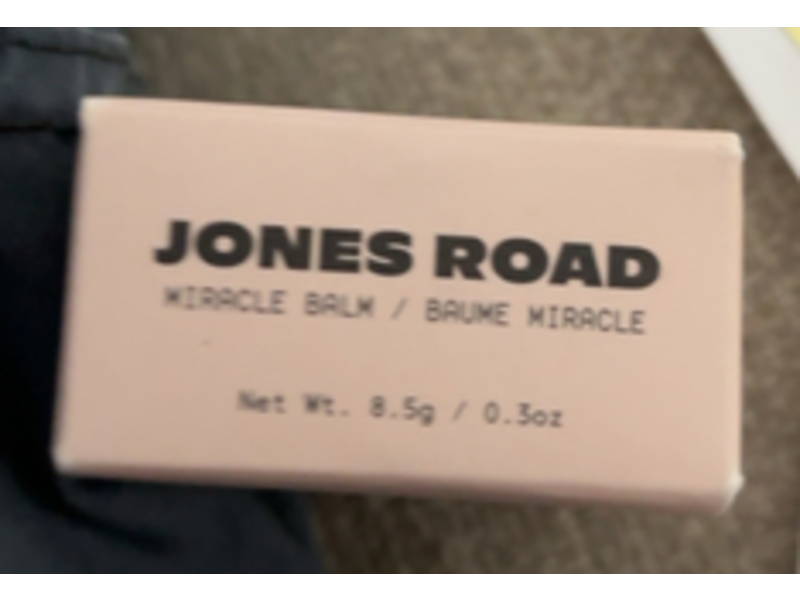 JONES ROAD
MIRACLE BALM / BAUME MIRACLE
Net Wt. 8.5g / 0.3oz